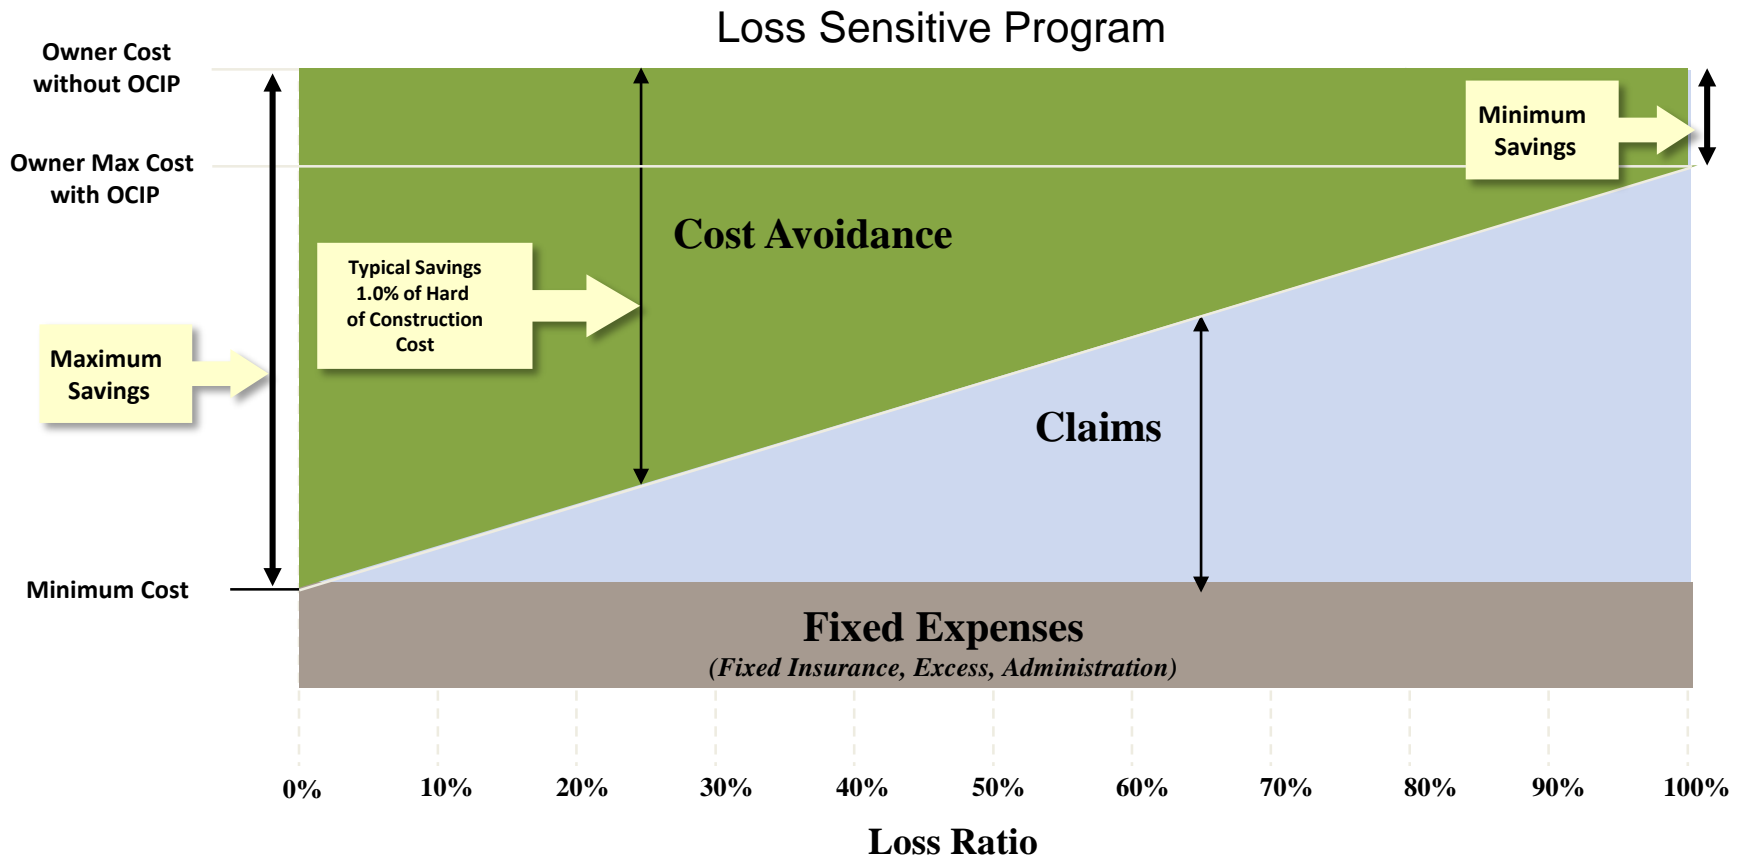 Loss Sensitive Program
Owner Cost
without OCIP
Owner Max Cost
with OCIP
Minimum
Savings
Cost Avoidance
Typical Savings
1.0% of Hard
of Construction
Cost
Maximum
Savings
Claims
Minimum Cost
Fixed Expenses
(Fixed Insurance, Excess, Administration)
0% 10% 20% 30% 40% 50% 60% 70% 80% 90% 100%
Loss Ratio